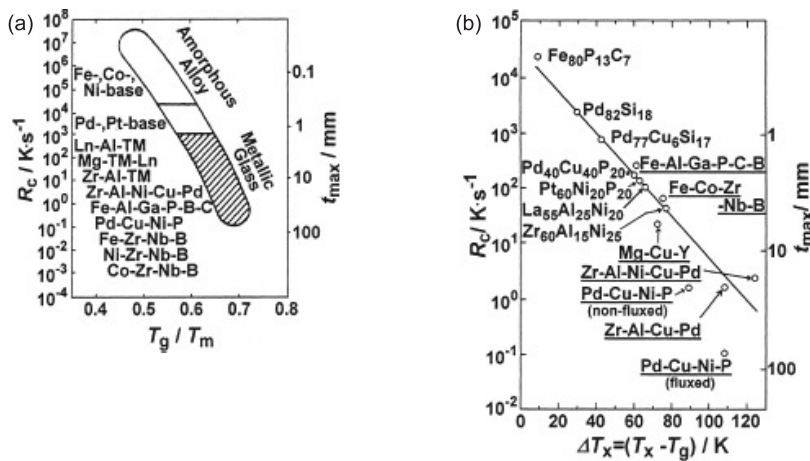 (a)
R_c / K·s⁻¹
10⁸
10⁷
10⁶
10⁵
10⁴
10³
10²
10¹
10⁰
10⁻¹
10⁻²
10⁻³
10⁻⁴
Fe-,Co-,
Ni-base
Pd-,Pt-base
Ln-Al-TM
Mg-TM-Ln
Zr-Al-TM
Zr-Al-Ni-Cu-Pd
Fe-Al-Ga-P-B-C
Pd-Cu-Ni-P
Fe-Zr-Nb-B
Ni-Zr-Nb-B
Co-Zr-Nb-B
Amorphous
Alloy
Metallic
Glass
0.1
1
10
100
t_max / mm
0.4 0.5 0.6 0.7 0.8
T_g / T_m
(b)
R_c / K·s⁻¹
10⁵
10⁴
10³
10²
10¹
10⁰
10⁻¹
10⁻²
Fe₈₀P₁₃C₇
Pd₈₂Si₁₈
Pd₇₇Cu₆Si₁₇
Pd₄₀Cu₄₀P₂₀
Fe-Al-Ga-P-C-B
Pt₆₀Ni₂₀P₂₀
Fe-Co-Zr
-Nb-B
La₅₅Al₂₅Ni₂₀
Zr₆₀Al₁₅Ni₂₅
Mg-Cu-Y
Zr-Al-Ni-Cu-Pd
Pd-Cu-Ni-P
(non-fluxed)
Zr-Al-Cu-Pd
Pd-Cu-Ni-P
(fluxed)
1
10
100
t_max / mm
0 20 40 60 80 100 120
ΔT_x=(T_x -T_g) / K